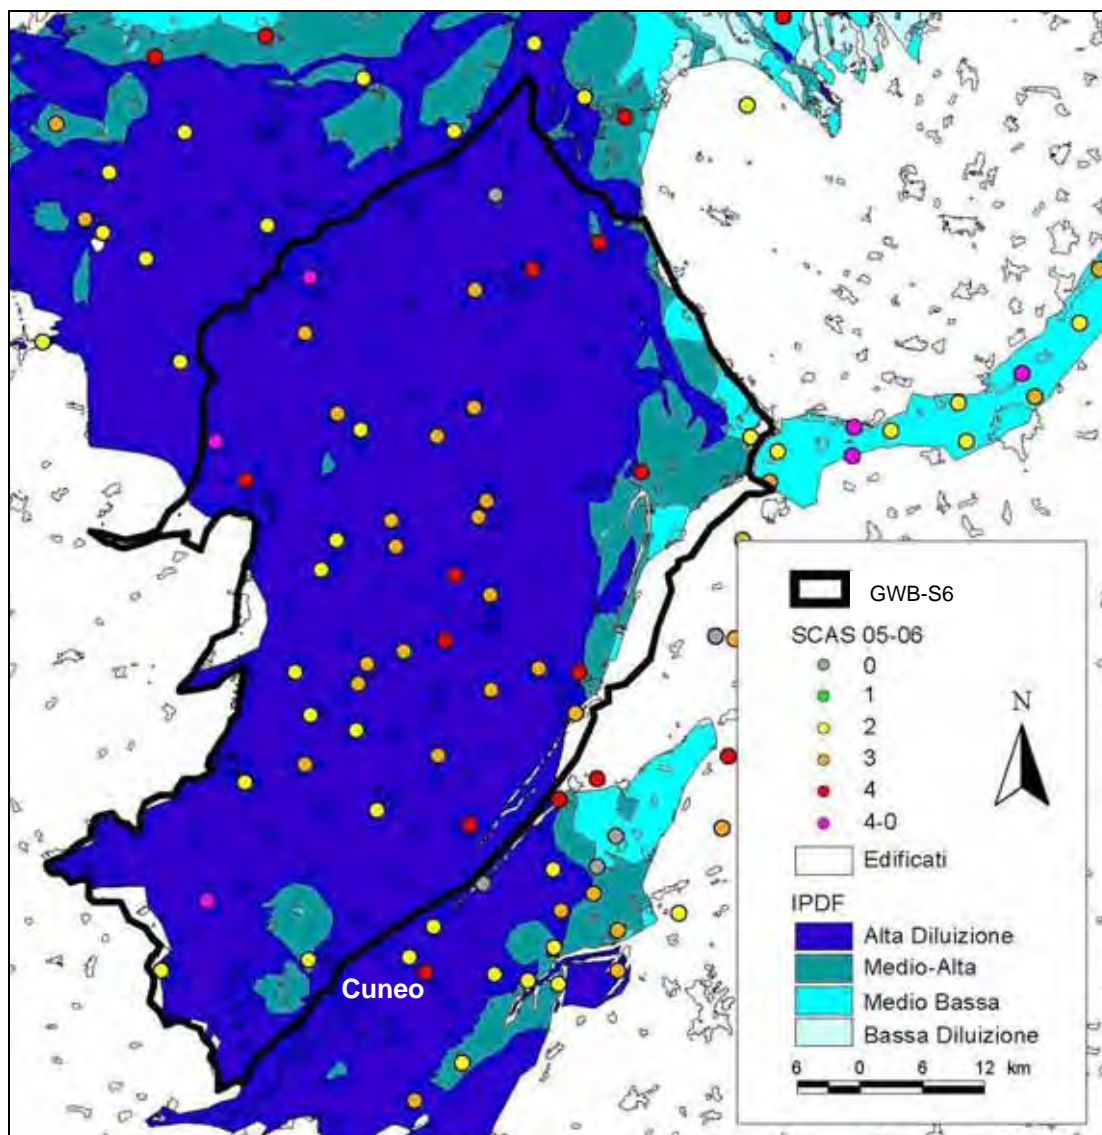 Cuneo
GWB-S6
SCAS 05-06
0
1
2
3
4
4-0
Edificati
IPDF
Alta Diluizione
Medio-Alta
Medio Bassa
Bassa Diluizione
N
6 0 6 12 km